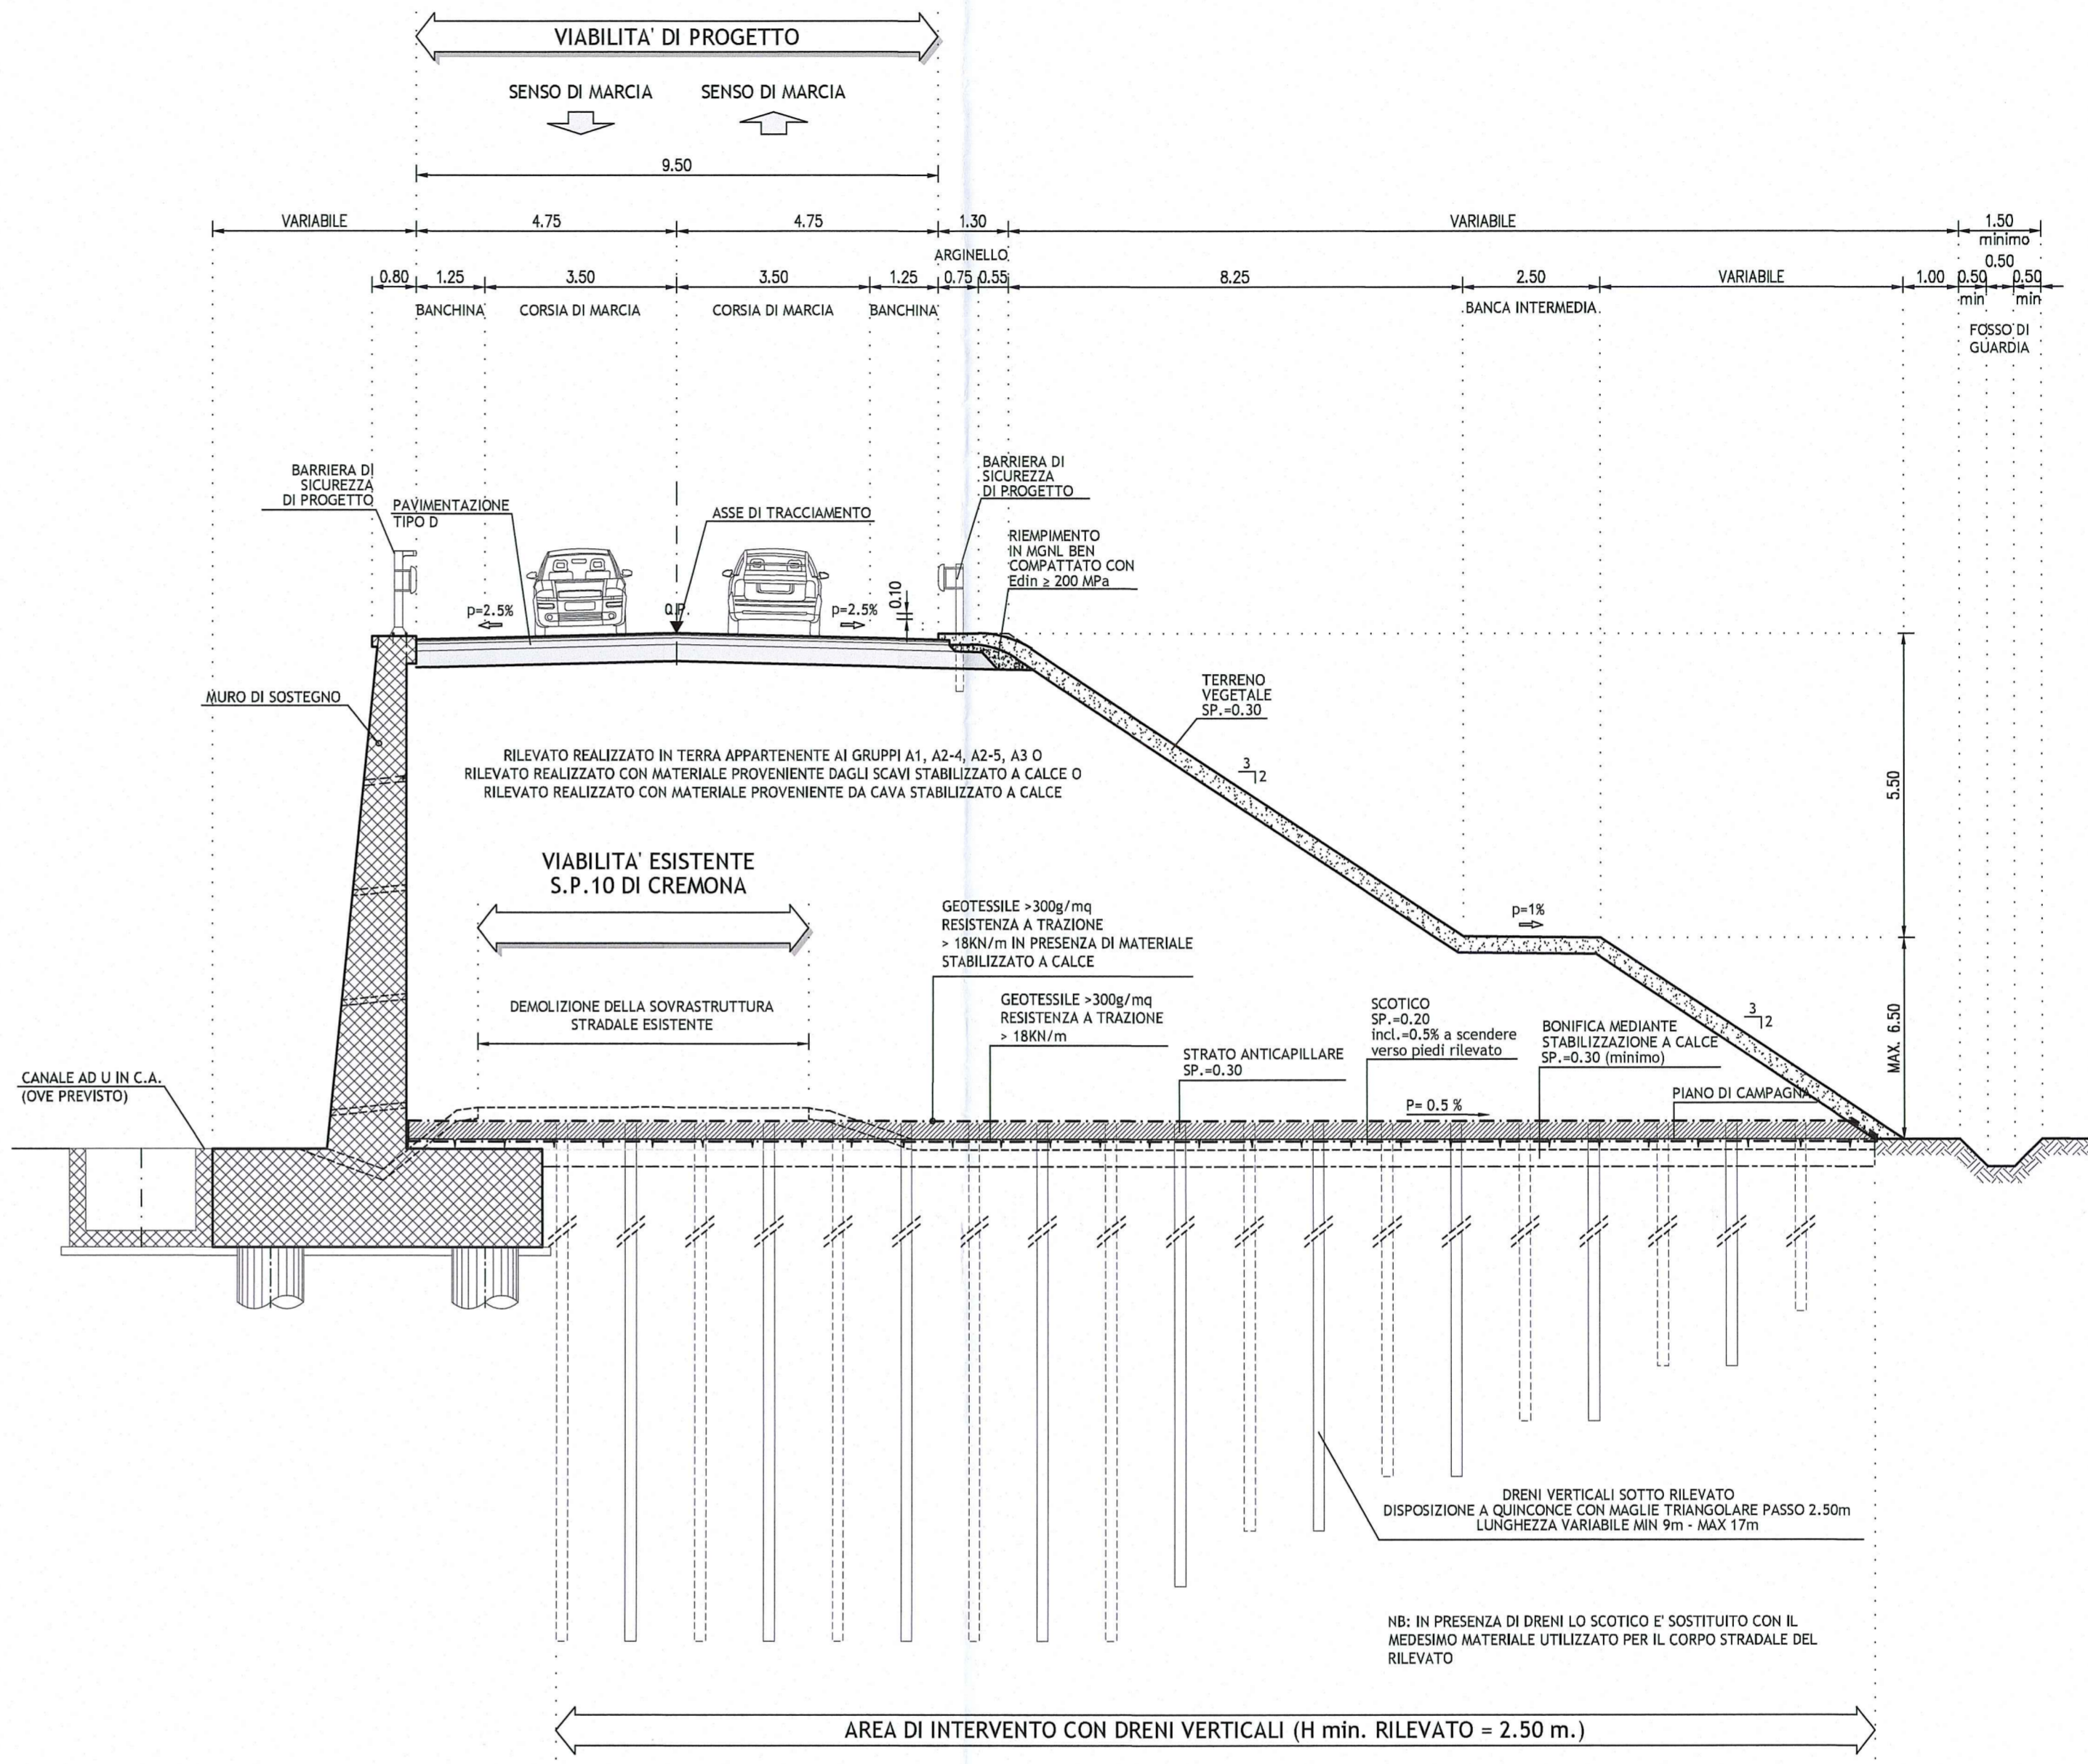 VIABILITA' DI PROGETTO
SENSO DI MARCIA SENSO DI MARCIA
9.50
VARIABILE 4.75 4.75 1.30 VARIABILE 1.50
minimo
ARGINELLO
0.50
0.80 1.25 3.50 3.50 1.25 0.75 0.55 8.25 2.50 VARIABILE 1.00 0.50 0.50
min min
BANCHINA CORSIA DI MARCIA CORSIA DI MARCIA BANCHINA BANCA INTERMEDIA
FOSSO DI
GUARDIA
BARRIERA DI
SICUREZZA
DI PROGETTO
PAVIMENTAZIONE
TIPO D
ASSE DI TRACCIAMENTO
BARRIERA DI
SICUREZZA
DI PROGETTO
RIEMPIMENTO
IN MGNL BEN
COMPATTATO CON
Edin ≥ 200 MPa
p=2.5% Q.P. p=2.5% 0.10
MURO DI SOSTEGNO
TERRENO
VEGETALE
SP.=0.30
3
2
5.50
RILEVATO REALIZZATO IN TERRA APPARTENENTE AI GRUPPI A1, A2-4, A2-5, A3 O
RILEVATO REALIZZATO CON MATERIALE PROVENIENTE DAGLI SCAVI STABILIZZATO A CALCE O
RILEVATO REALIZZATO CON MATERIALE PROVENIENTE DA CAVA STABILIZZATO A CALCE
VIABILITA' ESISTENTE
S.P.10 DI CREMONA
GEOTESSILE >300g/mq
RESISTENZA A TRAZIONE
> 18KN/m IN PRESENZA DI MATERIALE
STABILIZZATO A CALCE
p=1%
DEMOLIZIONE DELLA SOVRASTRUTTURA
STRADALE ESISTENTE
GEOTESSILE >300g/mq
RESISTENZA A TRAZIONE
> 18KN/m
STRATO ANTICAPILLARE
SP.=0.30
SCOTICO
SP.=0.20
incl.=0.5% a scendere
verso piedi rilevato
BONIFICA MEDIANTE
STABILIZZAZIONE A CALCE
SP.=0.30 (minimo)
3
2
MAX. 6.50
CANALE AD U IN C.A.
(OVE PREVISTO)
P= 0.5 %
PIANO DI CAMPAGNA
DRENI VERTICALI SOTTO RILEVATO
DISPOSIZIONE A QUINCONCE CON MAGLIE TRIANGOLARE PASSO 2.50m
LUNGHEZZA VARIABILE MIN 9m - MAX 17m
NB: IN PRESENZA DI DRENI LO SCOTICO E' SOSTITUITO CON IL
MEDESIMO MATERIALE UTILIZZATO PER IL CORPO STRADALE DEL
RILEVATO
AREA DI INTERVENTO CON DRENI VERTICALI (H min. RILEVATO = 2.50 m.)